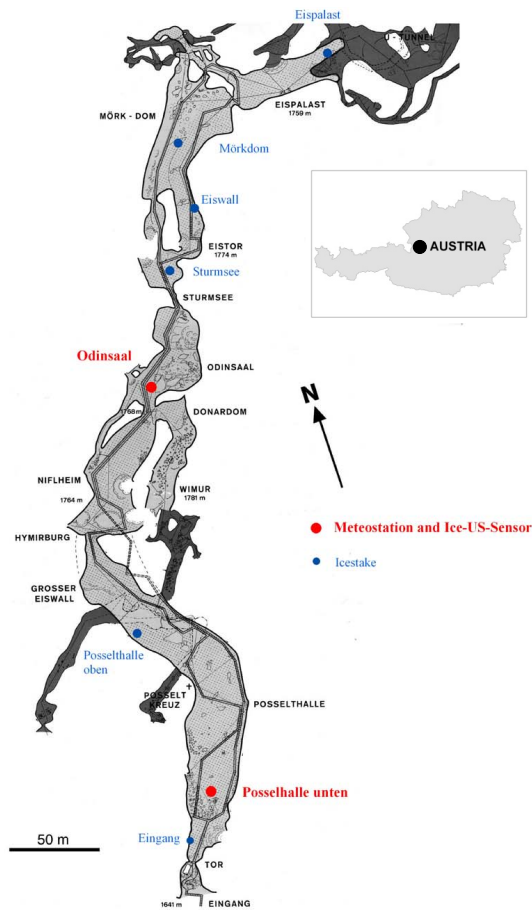 Eispalast
U - TUNNEL
EISPALAST
1759 m
MÖRK - DOM
Mörkdom
Eiswall
EISTOR
1774 m
Sturmsee
STURMSEE
AUSTRIA
Odinsaal
ODINSAAL
1768m
DONARDOM
N
NIFLHEIM
1764 m
WIMUR
1781 m
Meteostation and Ice-US-Sensor
HYMIRBURG
Icestake
GROSSER
EISWALL
Posselthalle
oben
POSSELT
KREUZ
POSSELTHALLE
Posselhalle unten
50 m
Eingang
TOR
1641 m
EINGANG